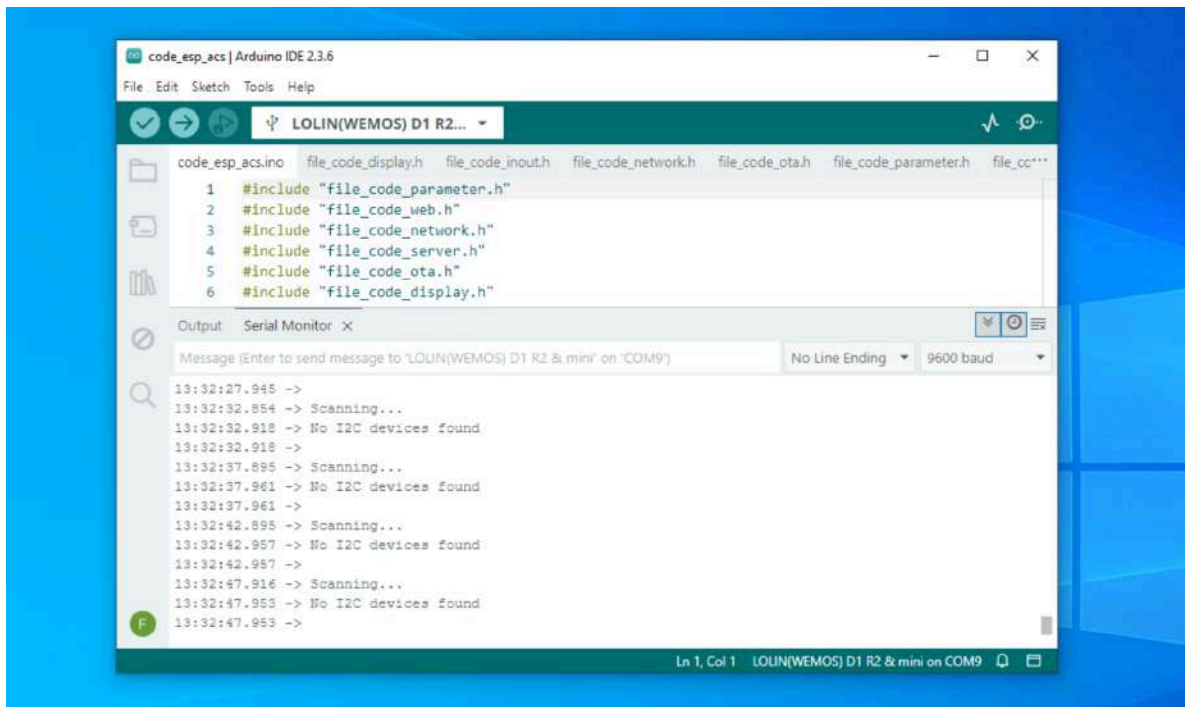 code_esp_acs | Arduino IDE 2.3.6
File Edit Sketch Tools Help
LOLIN(WEMOS) D1 R2...
code_esp_acs.ino file_code_display.h file_code_inout.h file_code_network.h file_code_ota.h file_code_parameter.h file_cc...
1 #include "file_code_parameter.h"
2 #include "file_code_web.h"
3 #include "file_code_network.h"
4 #include "file_code_server.h"
5 #include "file_code_ota.h"
6 #include "file_code_display.h"
Output Serial Monitor
Message (Enter to send message to 'LOLIN(WEMOS) D1 R2 & mini' on 'COM9') No Line Ending 9600 baud
13:32:27.945 ->
13:32:32.854 -> Scanning...
13:32:32.918 -> No I2C devices found
13:32:32.918 ->
13:32:37.895 -> Scanning...
13:32:37.961 -> No I2C devices found
13:32:37.961 ->
13:32:42.895 -> Scanning...
13:32:42.957 -> No I2C devices found
13:32:42.957 ->
13:32:47.916 -> Scanning...
13:32:47.953 -> No I2C devices found
13:32:47.953 ->
F
Ln 1, Col 1 LOLIN(WEMOS) D1 R2 & mini on COM9